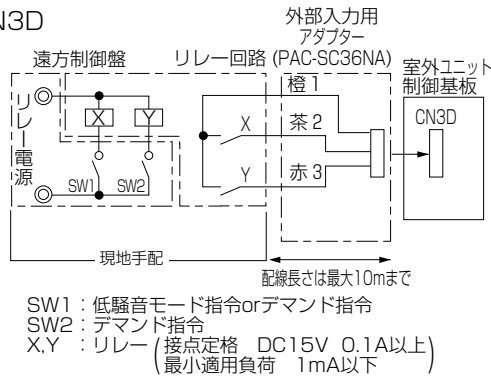 N3D
外部入力用
アダプター
(PAC-SC36NA)
遠方制御盤
リレー回路
室外ユニット
制御基板
CN3D
リレー電源
X
Y
SW1
SW2
X
Y
橙 1
茶 2
赤 3
現地手配
配線長さは最大10mまで
SW1：低騒音モード指令orデマンド指令
SW2：デマンド指令
X,Y ：リレー(接点定格 DC15V 0.1A以上
最小適用負荷 1mA以下)